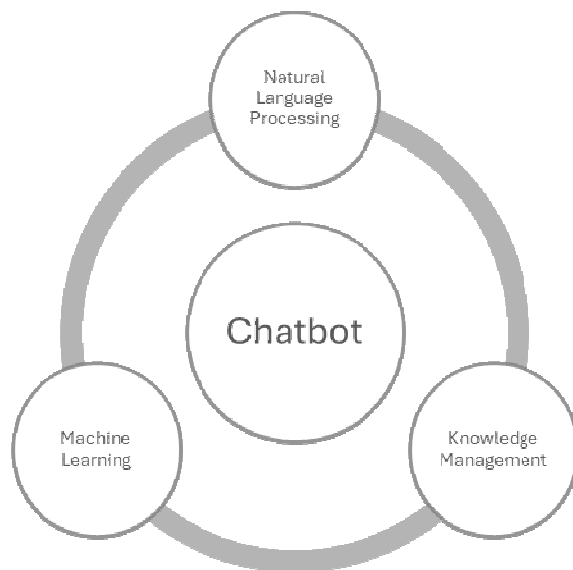 Natural
Language
Processing
Chatbot
Machine
Learning
Knowledge
Management